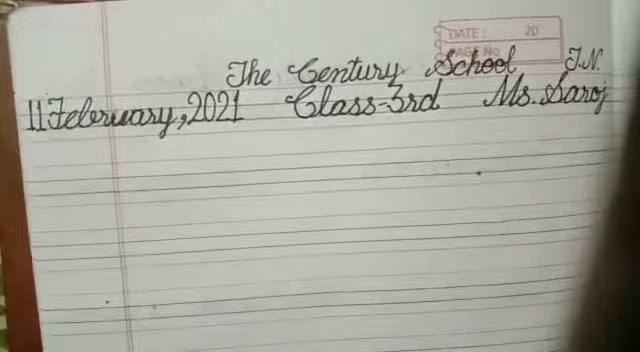 DATE: 20
PAGE No
The Century School J.N.
11 February, 2021 Class-3rd Ms. Saroj